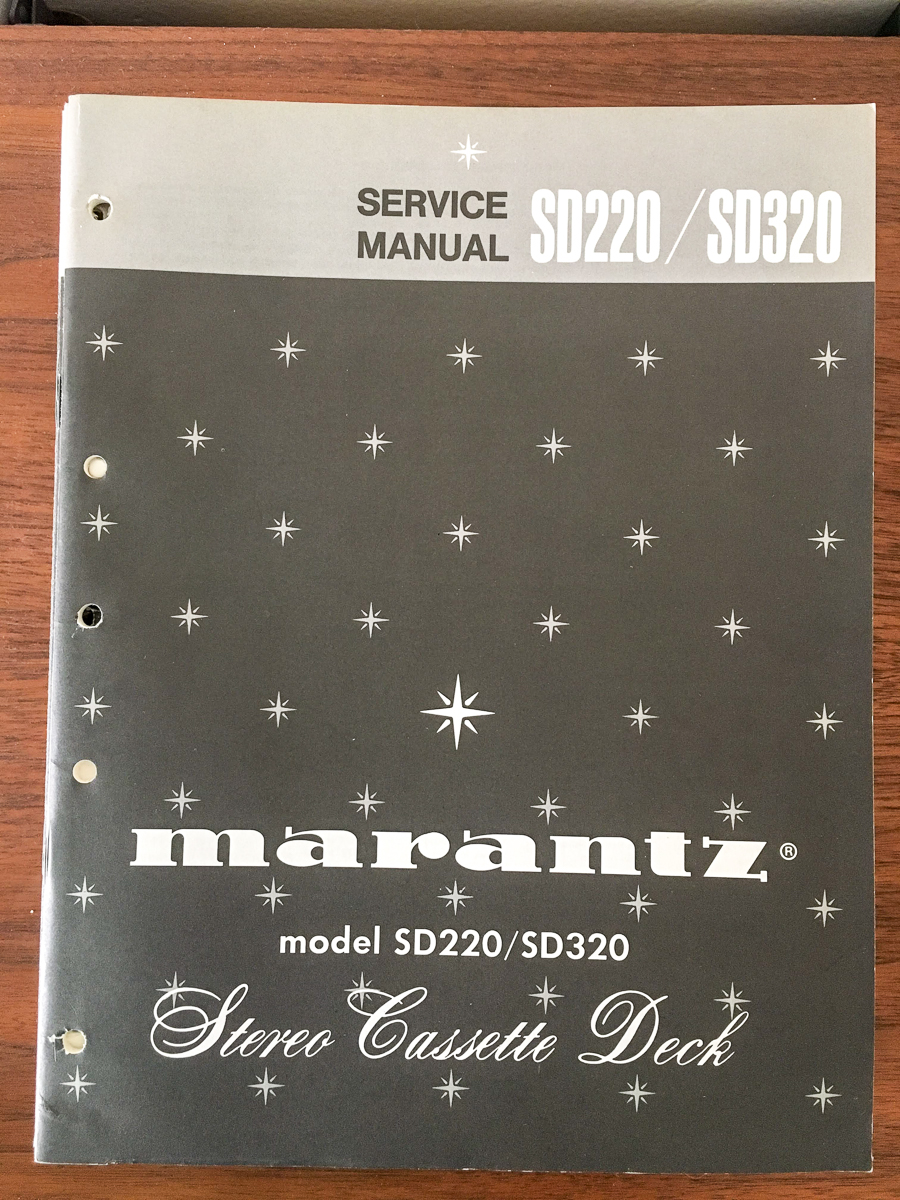 SERVICE
MANUAL
SD220/SD320
marantz®
model SD220/SD320
Stereo Cassette Deck